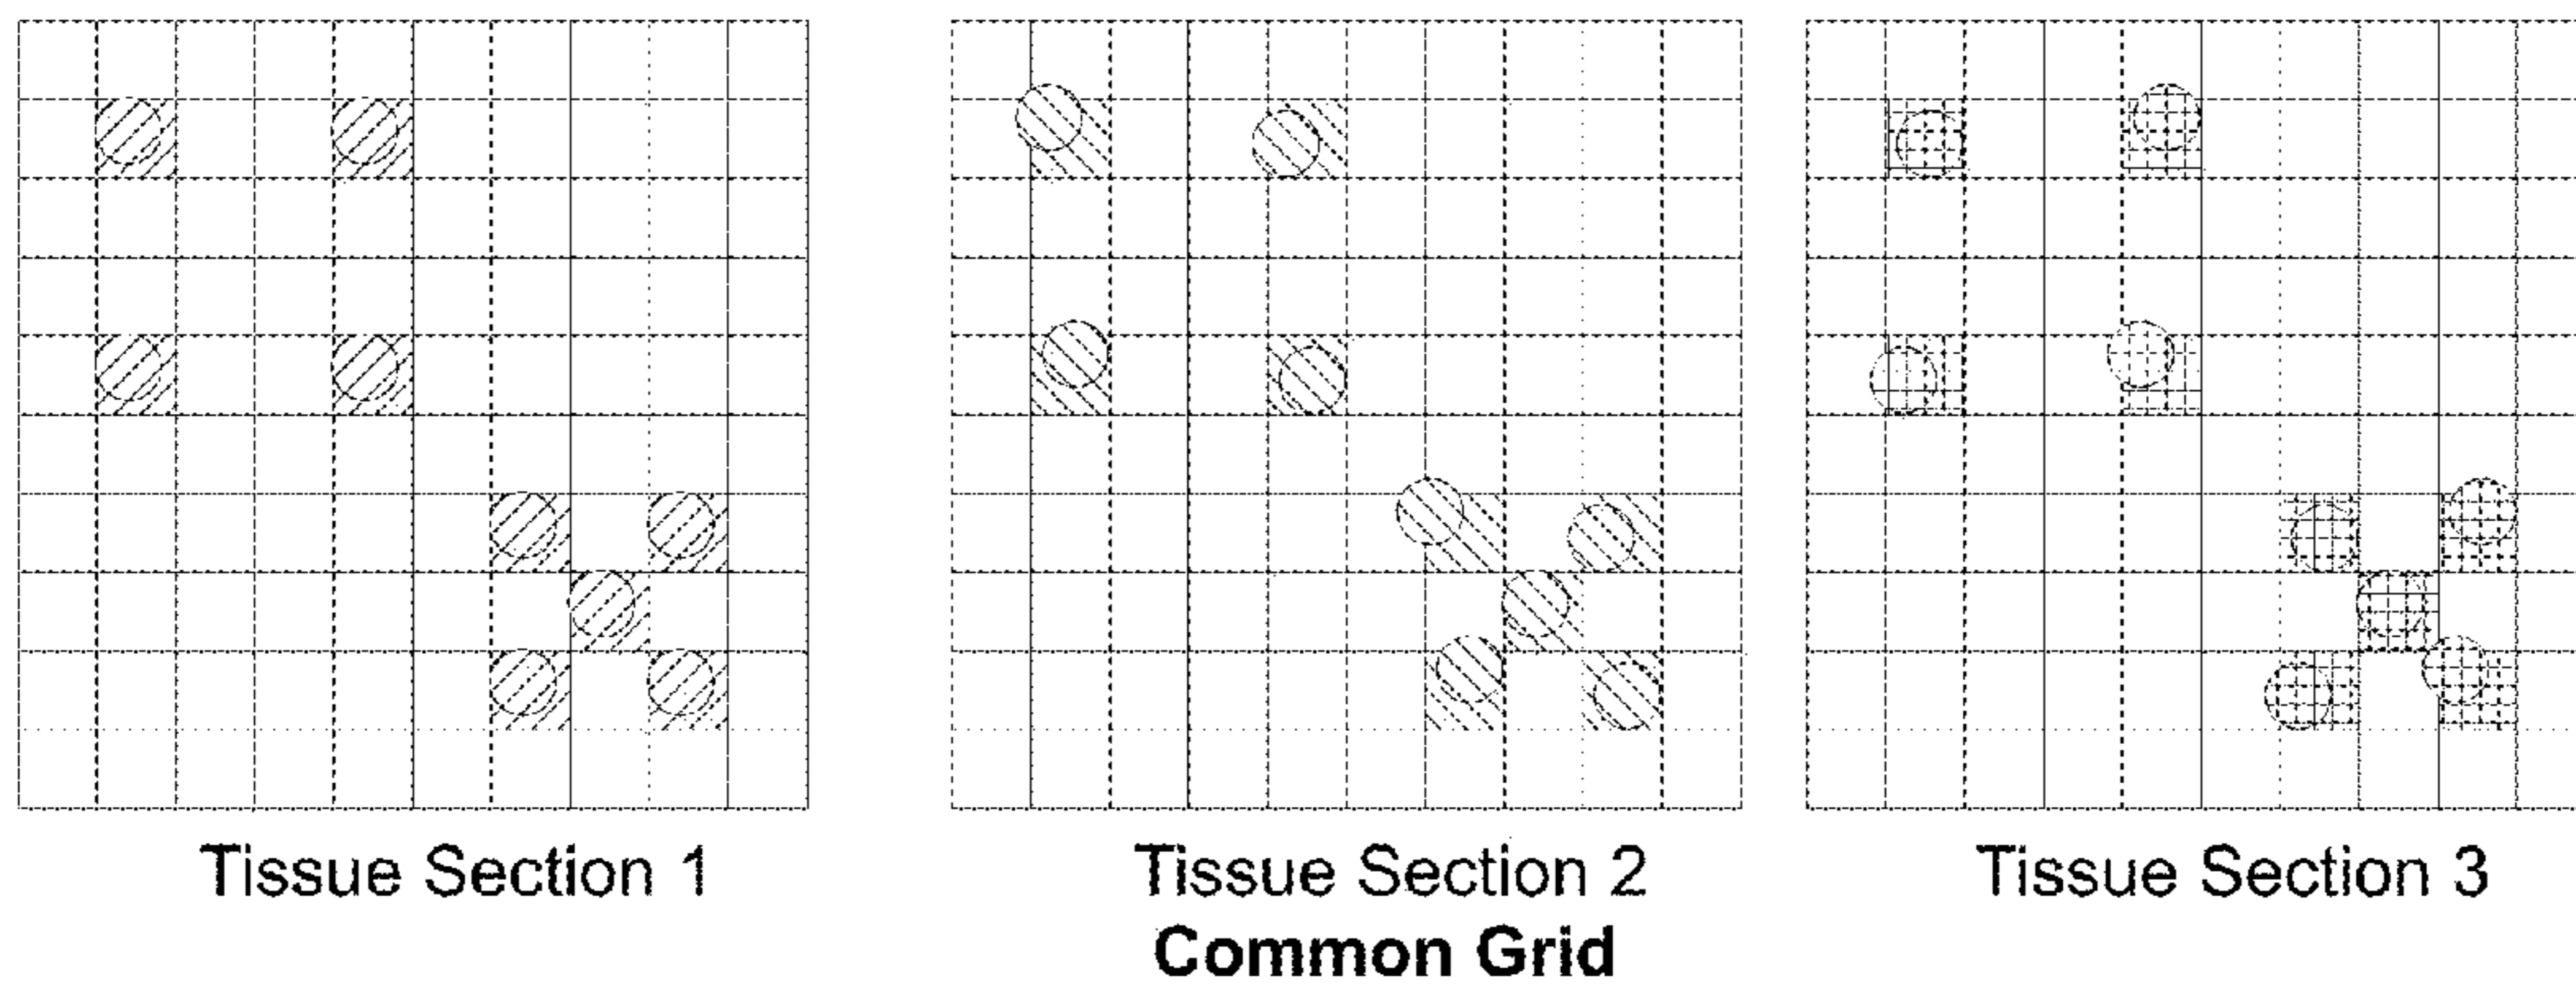 Tissue Section 1
Tissue Section 2
Tissue Section 3
Common Grid